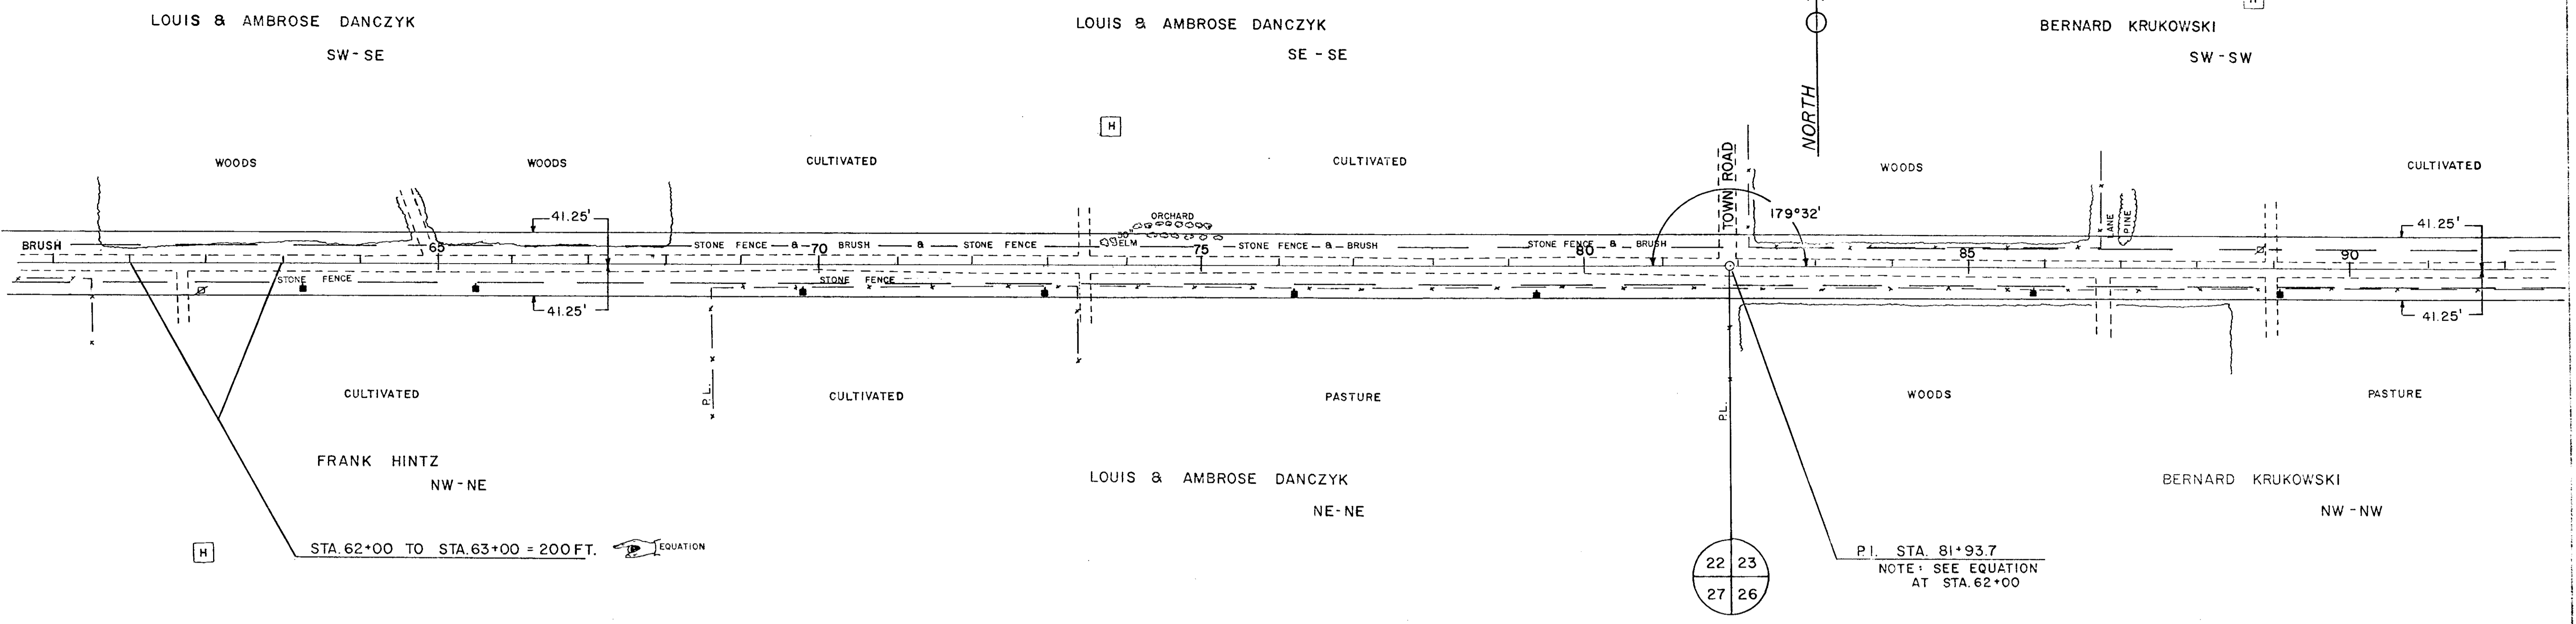 LOUIS & AMBROSE DANCZYK
SW-SE
LOUIS & AMBROSE DANCZYK
SE-SE
BERNARD KRUKOWSKI
SW-SW
H
NORTH
H
WOODS
WOODS
CULTIVATED
CULTIVATED
TOWN ROAD
WOODS
CULTIVATED
41.25'
ORCHARD
179°32'
LANE
PINE
41.25'
BRUSH
65
STONE FENCE & 70 BRUSH & STONE FENCE
30" ELM
75
STONE FENCE & BRUSH
STONE FENCE & BRUSH
80
85
90
STONE FENCE
STONE FENCE
41.25'
41.25'
CULTIVATED
P.L.
CULTIVATED
PASTURE
P.L.
WOODS
PASTURE
FRANK HINTZ
NW-NE
LOUIS & AMBROSE DANCZYK
NE-NE
BERNARD KRUKOWSKI
NW-NW
H
STA.62+00 TO STA.63+00 = 200 FT.
EQUATION
22 23
27 26
P.I. STA. 81+93.7
NOTE: SEE EQUATION
AT STA.62+00